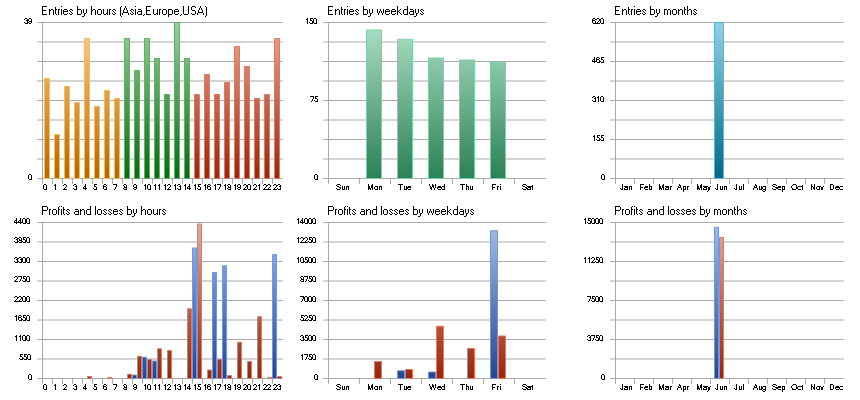 Entries by hours (Asia,Europe,USA)
39
0
0 1 2 3 4 5 6 7 8 9 10 11 12 13 14 15 16 17 18 19 20 21 22 23
Entries by weekdays
150
75
0
Sun Mon Tue Wed Thu Fri Sat
Entries by months
620
465
310
155
0
Jan Feb Mar Apr May Jun Jul Aug Sep Oct Nov Dec
Profits and losses by hours
4400
3850
3300
2750
2200
1650
1100
550
0
0 1 2 3 4 5 6 7 8 9 10 11 12 13 14 15 16 17 18 19 20 21 22 23
Profits and losses by weekdays
14000
12250
10500
8750
7000
5250
3500
1750
0
Sun Mon Tue Wed Thu Fri Sat
Profits and losses by months
15000
11250
7500
3750
0
Jan Feb Mar Apr May Jun Jul Aug Sep Oct Nov Dec